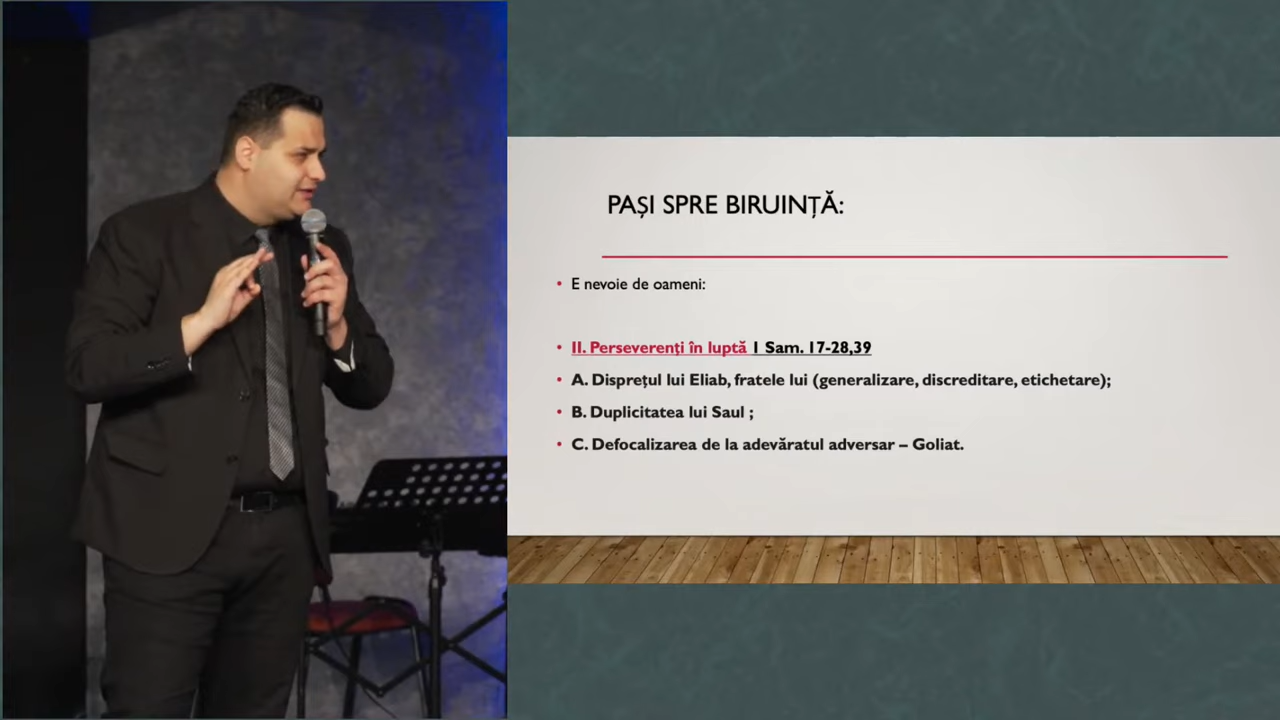 PAȘI SPRE BIRUINȚĂ:
E nevoie de oameni:
II. Perseverenți în luptă 1 Sam. 17-28,39
A. Disprețul lui Eliab, fratele lui (generalizare, discreditare, etichetare);
B. Duplicitatea lui Saul ;
C. Defocalizarea de la adevăratul adversar – Goliat.